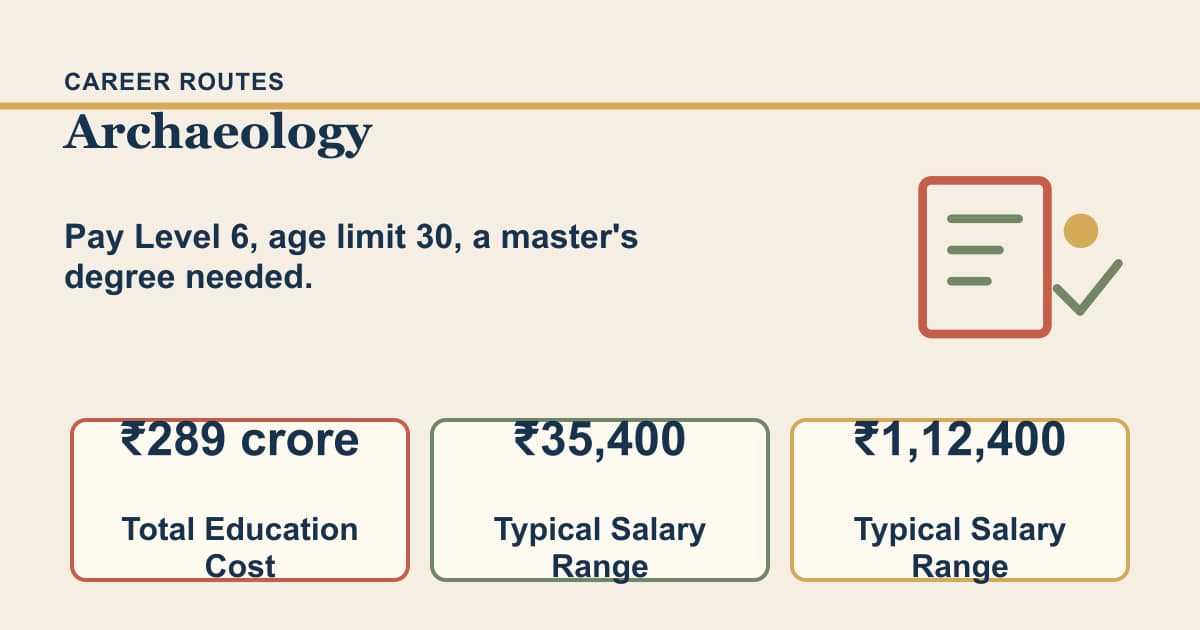 CAREER ROUTES
Archaeology
Pay Level 6, age limit 30, a master's
degree needed.
₹289 crore
Total Education
Cost
₹35,400
Typical Salary
Range
₹1,12,400
Typical Salary
Range